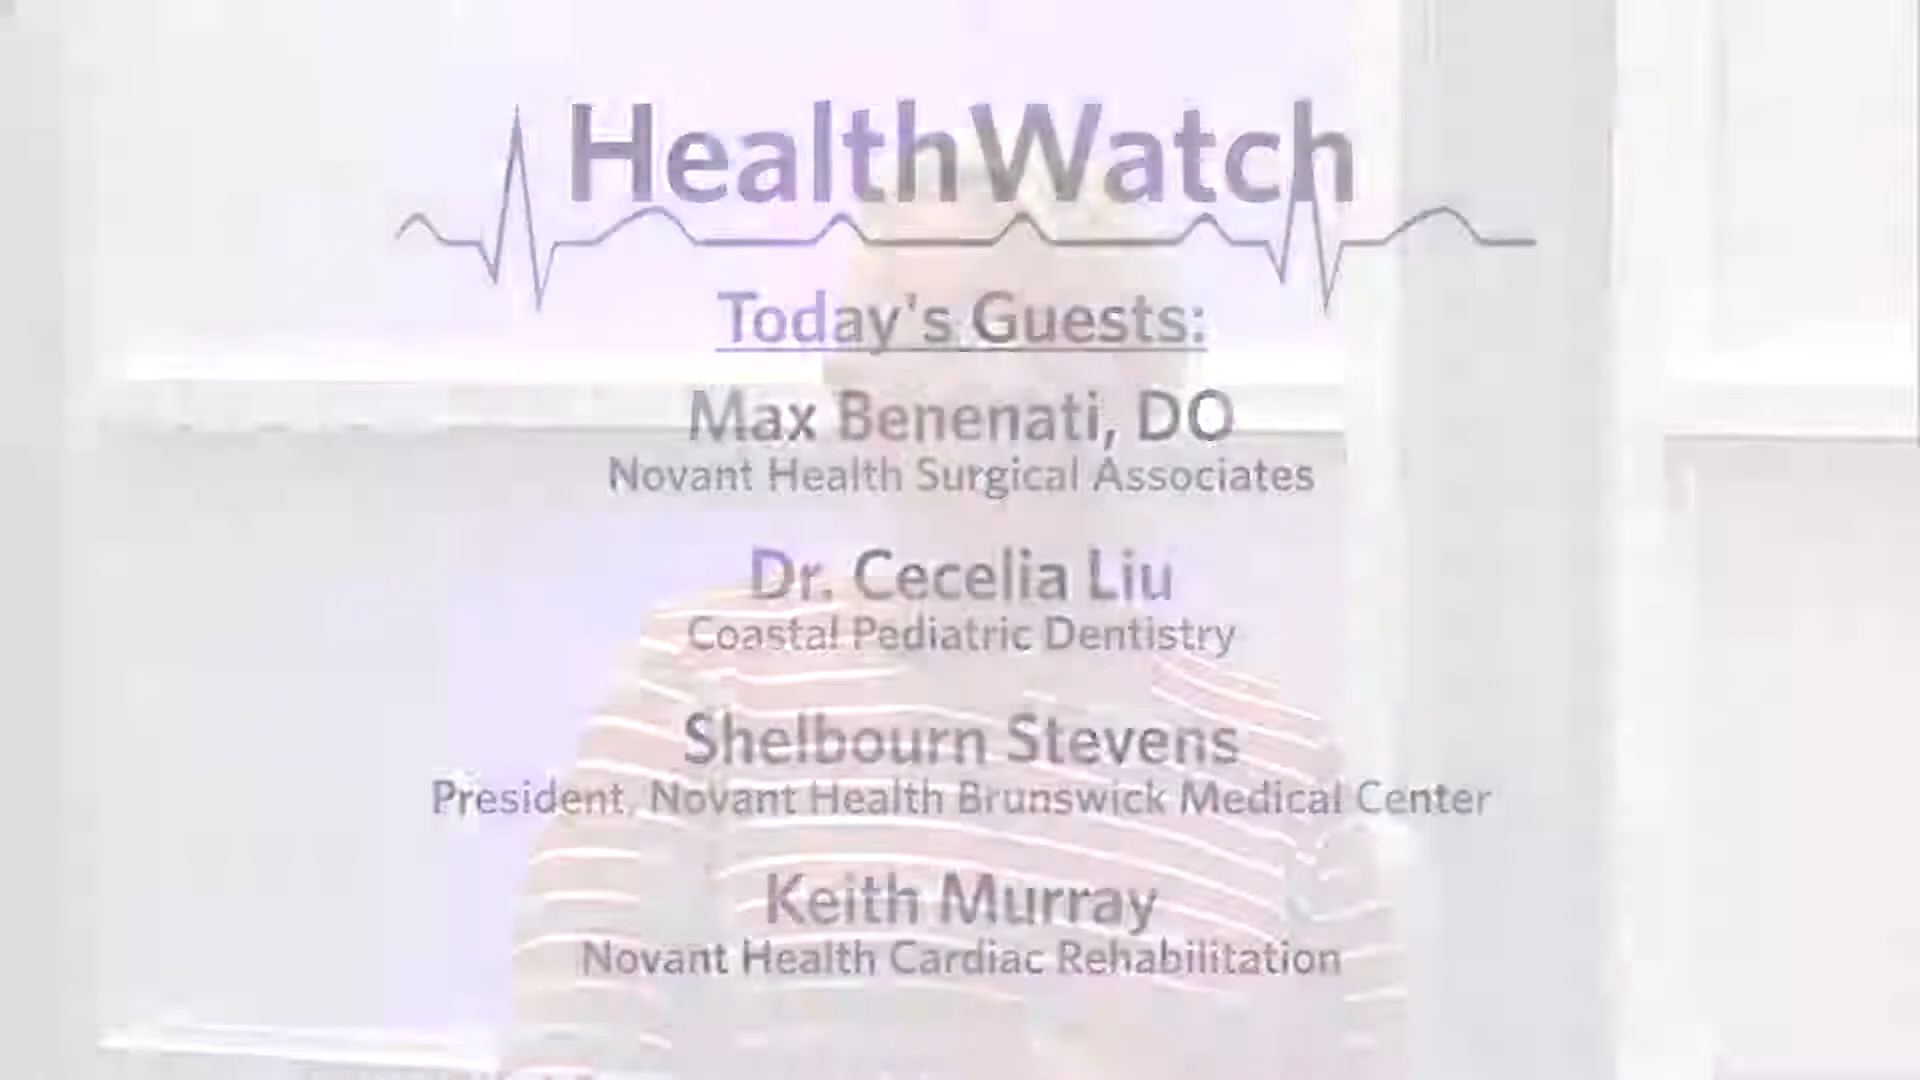 HealthWatch
Today's Guests:
Max Benenati, DO
Novant Health Surgical Associates
Dr. Cecelia Liu
Coastal Pediatric Dentistry
Shelbourn Stevens
President, Novant Health Brunswick Medical Center
Keith Murray
Novant Health Cardiac Rehabilitation